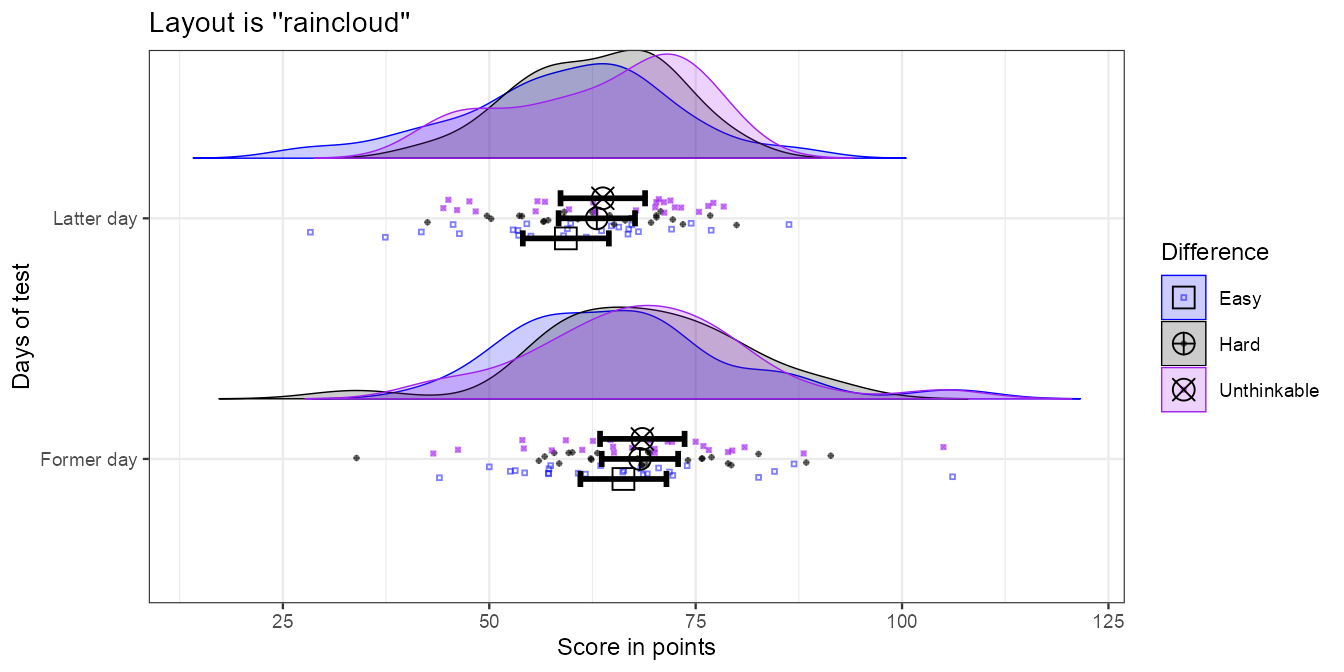 Layout is ''raincloud''
Latter day
Former day
Days of test
25
50
75
100
125
Score in points
Difference
Easy
Hard
Unthinkable